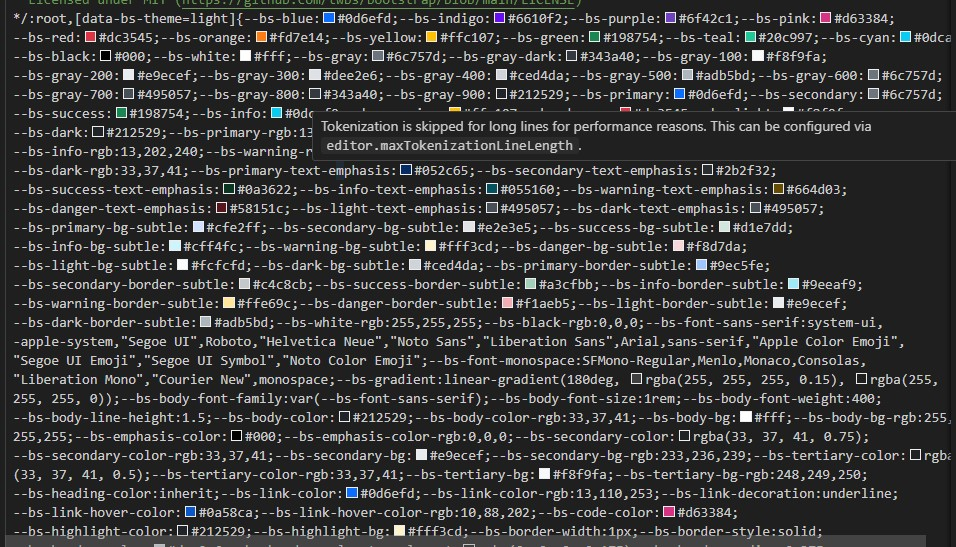 Licensed under MIT (https://github.com/twbs/bootstrap/blob/main/LICENSE)
*/:root,[data-bs-theme=light]{--bs-blue:#0d6efd;--bs-indigo:#6610f2;--bs-purple:#6f42c1;--bs-pink:#d63384;
--bs-red:#dc3545;--bs-orange:#fd7e14;--bs-yellow:#ffc107;--bs-green:#198754;--bs-teal:#20c997;--bs-cyan:#0dca
--bs-black:#000;--bs-white:#fff;--bs-gray:#6c757d;--bs-gray-dark:#343a40;--bs-gray-100:#f8f9fa;
--bs-gray-200:#e9ecef;--bs-gray-300:#dee2e6;--bs-gray-400:#ced4da;--bs-gray-500:#adb5bd;--bs-gray-600:#6c757d;
--bs-gray-700:#495057;--bs-gray-800:#343a40;--bs-gray-900:#212529;--bs-primary:#0d6efd;--bs-secondary:#6c757d;
--bs-success:#198754;--bs-info:#0dc
--bs-dark:#212529;--bs-primary-rgb:13
Tokenization is skipped for long lines for performance reasons. This can be configured via
editor.maxTokenizationLineLength.
--bs-info-rgb:13,202,240;--bs-warning-r
--bs-dark-rgb:33,37,41;--bs-primary-text-emphasis:#052c65;--bs-secondary-text-emphasis:#2b2f32;
--bs-success-text-emphasis:#0a3622;--bs-info-text-emphasis:#055160;--bs-warning-text-emphasis:#664d03;
--bs-danger-text-emphasis:#58151c;--bs-light-text-emphasis:#495057;--bs-dark-text-emphasis:#495057;
--bs-primary-bg-subtle:#cfe2ff;--bs-secondary-bg-subtle:#e2e3e5;--bs-success-bg-subtle:#d1e7dd;
--bs-info-bg-subtle:#cff4fc;--bs-warning-bg-subtle:#fff3cd;--bs-danger-bg-subtle:#f8d7da;
--bs-light-bg-subtle:#fcfcfd;--bs-dark-bg-subtle:#ced4da;--bs-primary-border-subtle:#9ec5fe;
--bs-secondary-border-subtle:#c4c8cb;--bs-success-border-subtle:#a3cfbb;--bs-info-border-subtle:#9eeaf9;
--bs-warning-border-subtle:#ffe69c;--bs-danger-border-subtle:#f1aeb5;--bs-light-border-subtle:#e9ecef;
--bs-dark-border-subtle:#adb5bd;--bs-white-rgb:255,255,255;--bs-black-rgb:0,0,0;--bs-font-sans-serif:system-ui,
-apple-system,"Segoe UI",Roboto,"Helvetica Neue","Noto Sans","Liberation Sans",Arial,sans-serif,"Apple Color Emoji",
"Segoe UI Emoji","Segoe UI Symbol","Noto Color Emoji";--bs-font-monospace:SFMono-Regular,Menlo,Monaco,Consolas,
"Liberation Mono","Courier New",monospace;--bs-gradient:linear-gradient(180deg, rgba(255, 255, 255, 0.15), rgba(255,
255, 255, 0));--bs-body-font-family:var(--bs-font-sans-serif);--bs-body-font-size:1rem;--bs-body-font-weight:400;
--bs-body-line-height:1.5;--bs-body-color:#212529;--bs-body-color-rgb:33,37,41;--bs-body-bg:#fff;--bs-body-bg-rgb:255,
255,255;--bs-emphasis-color:#000;--bs-emphasis-color-rgb:0,0,0;--bs-secondary-color:rgba(33, 37, 41, 0.75);
--bs-secondary-color-rgb:33,37,41;--bs-secondary-bg:#e9ecef;--bs-secondary-bg-rgb:233,236,239;--bs-tertiary-color:rgba
(33, 37, 41, 0.5);--bs-tertiary-color-rgb:33,37,41;--bs-tertiary-bg:#f8f9fa;--bs-tertiary-bg-rgb:248,249,250;
--bs-heading-color:inherit;--bs-link-color:#0d6efd;--bs-link-color-rgb:13,110,253;--bs-link-decoration:underline;
--bs-link-hover-color:#0a58ca;--bs-link-hover-color-rgb:10,88,202;--bs-code-color:#d63384;
--bs-highlight-color:#212529;--bs-highlight-bg:#fff3cd;--bs-border-width:1px;--bs-border-style:solid;